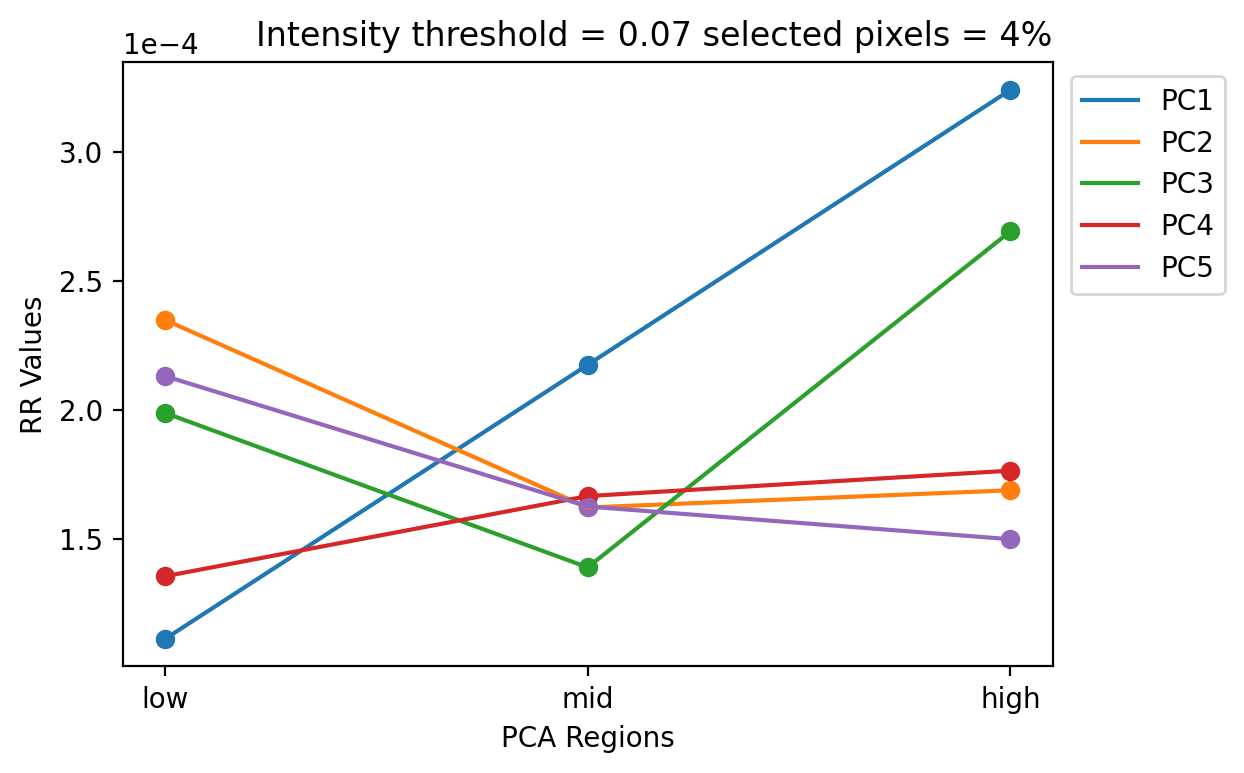 Intensity threshold = 0.07 selected pixels = 4%
1e−4
3.0
2.5
2.0
1.5
RR Values
low
mid
high
PCA Regions
PC1
PC2
PC3
PC4
PC5